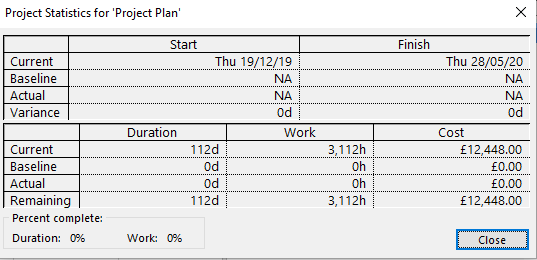 Project Statistics for 'Project Plan'
Start Finish
Current Thu 19/12/19 Thu 28/05/20
Baseline NA NA
Actual NA NA
Variance 0d 0d
Duration Work Cost
Current 112d 3,112h £12,448.00
Baseline 0d 0h £0.00
Actual 0d 0h £0.00
Remaining 112d 3,112h £12,448.00
Percent complete:
Duration: 0% Work: 0%
Close